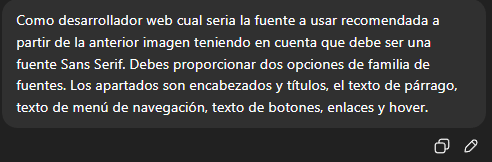 Como desarrollador web cual seria la fuente a usar recomendada a
partir de la anterior imagen teniendo en cuenta que debe ser una
fuente Sans Serif. Debes proporcionar dos opciones de familia de
fuentes. Los apartados son encabezados y títulos, el texto de párrago,
texto de menú de navegación, texto de botones, enlaces y hover.